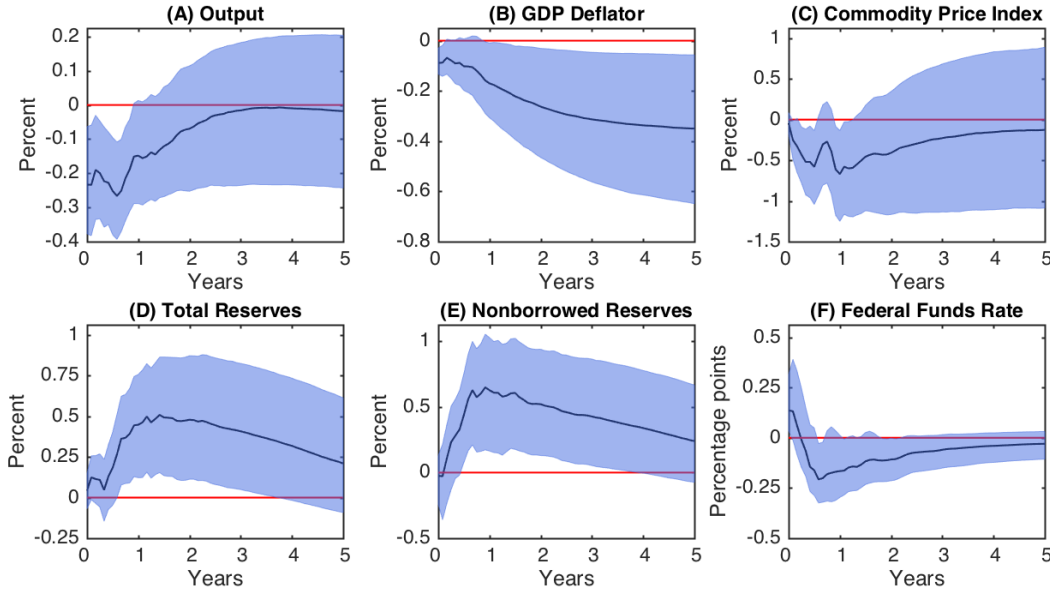 (A) Output
Percent
0.2
0.1
0
-0.1
-0.2
-0.3
-0.4
0 1 2 3 4 5
Years
(B) GDP Deflator
Percent
0
-0.2
-0.4
-0.6
-0.8
0 1 2 3 4 5
Years
(C) Commodity Price Index
Percent
1
0.5
0
-0.5
-1
-1.5
0 1 2 3 4 5
Years
(D) Total Reserves
Percent
1
0.75
0.5
0.25
0
-0.25
0 1 2 3 4 5
Years
(E) Nonborrowed Reserves
Percent
1
0.5
0
-0.5
0 1 2 3 4 5
Years
(F) Federal Funds Rate
Percentage points
0.5
0.25
0
-0.25
-0.5
0 1 2 3 4 5
Years